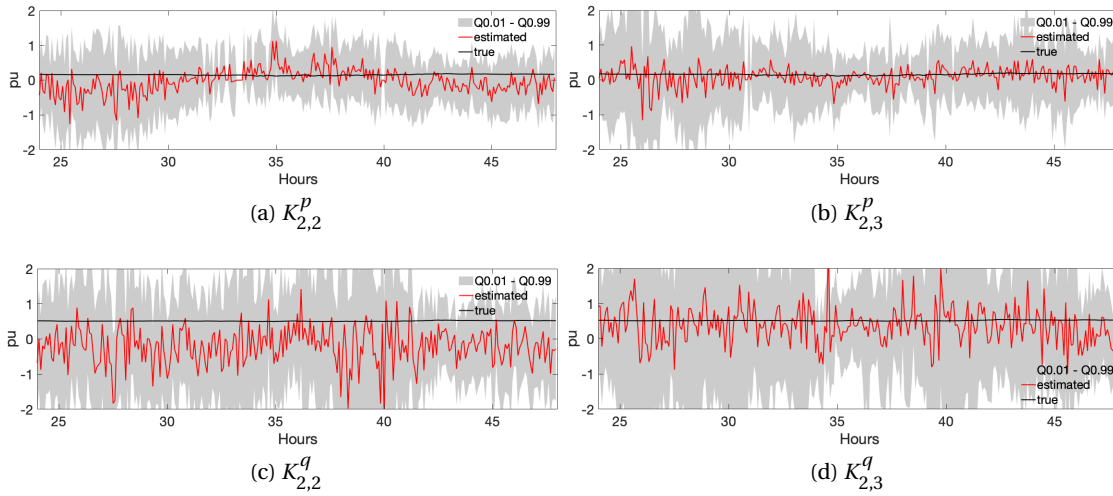 2
1
0
-1
-2
pu
25
30
35
40
45
Hours
Q0.01 - Q0.99
estimated
true
(a) K^p_{2,2}
2
1
0
-1
-2
pu
25
30
35
40
45
Hours
Q0.01 - Q0.99
estimated
true
(b) K^p_{2,3}
2
1
0
-1
-2
pu
25
30
35
40
45
Hours
Q0.01 - Q0.99
estimated
true
(c) K^q_{2,2}
2
1
0
-1
-2
pu
25
30
35
40
45
Hours
Q0.01 - Q0.99
estimated
true
(d) K^q_{2,3}